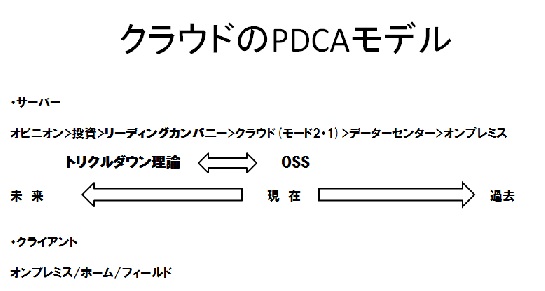 クラウドのPDCAモデル
・サーバー
オピニオン>投資>リーディングカンパニー>クラウド(モード2・1)>データーセンター>オンプレミス
トリクルダウン理論 OSS
未 来 現 在 過去
・クライアント
オンプレミス/ホーム/フィールド